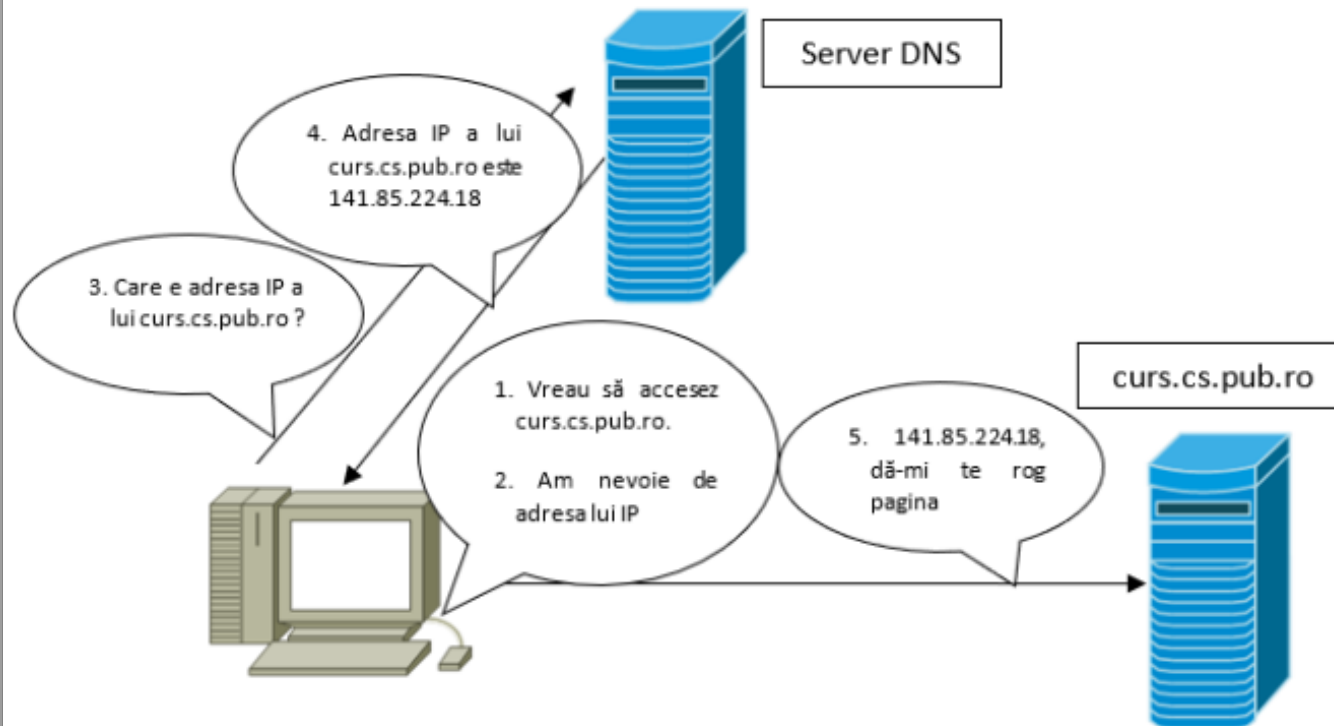 Server DNS
4. Adresa IP a lui
curs.cs.pub.ro este
141.85.224.18
3. Care e adresa IP a
lui curs.cs.pub.ro ?
1. Vreau să accesez
curs.cs.pub.ro.
2. Am nevoie de
adresa lui IP
curs.cs.pub.ro
5. 141.85.224.18,
dă-mi te rog
pagina